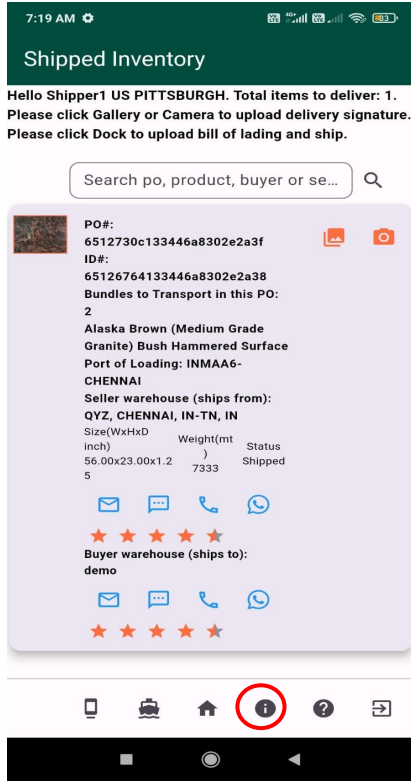 7:19 AM
4G+
83
Shipped Inventory
Hello Shipper1 US PITTSBURGH. Total items to deliver: 1.
Please click Gallery or Camera to upload delivery signature.
Please click Dock to upload bill of lading and ship.
Search po, product, buyer or se...
PO#:
6512730c133446a8302e2a3f
ID#:
65126764133446a8302e2a38
Bundles to Transport in this PO:
2
Alaska Brown (Medium Grade
Granite) Bush Hammered Surface
Port of Loading: INMAA6-
CHENNAI
Seller warehouse (ships from):
QYZ, CHENNAI, IN-TN, IN
Size(WxHxD
inch)
56.00x23.00x1.2
5
Weight(mt
)
7333
Status
Shipped
Buyer warehouse (ships to):
demo